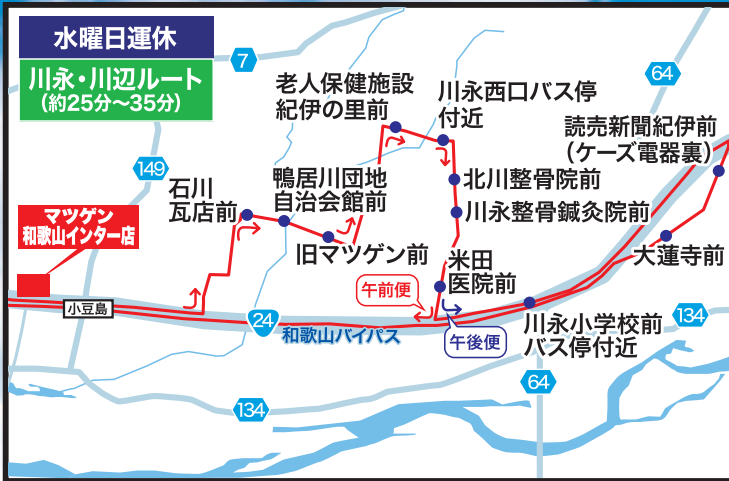 水曜日運休
川永・川辺ルート
(約25分〜35分)
7
64
老人保健施設
紀伊の里前
川永西口バス停
付近
読売新聞紀伊前
(ケーズ電器裏)
149
石川
瓦店前
鴨居川団地
自治会館前
北川整骨院前
川永整骨鍼灸院前
マツゲン
和歌山インター店
旧マツゲン前
米田
医院前
大蓮寺前
午前便
小豆島
24
和歌山バイパス
午後便
川永小学校前
バス停付近
134
64
134